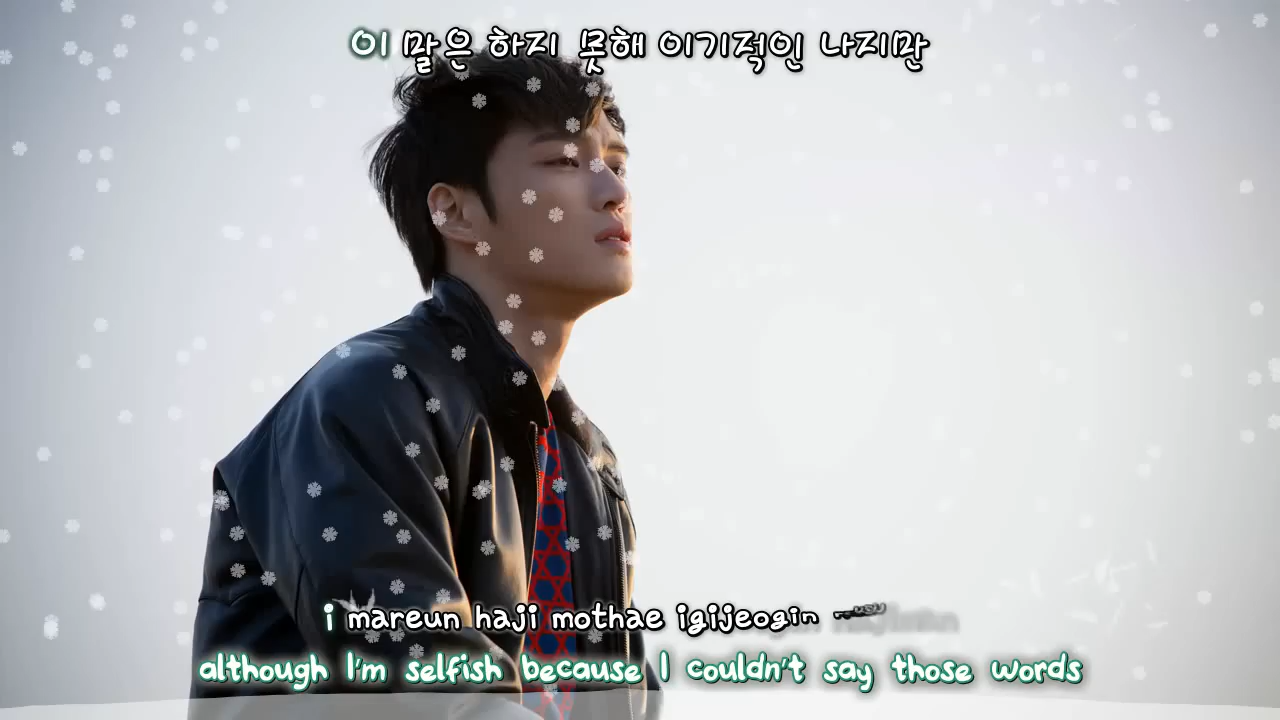 이 말은 하지 못해 이기적인 나지만
i mareun haji mothae igijeogin
although I'm selfish because I couldn't say those words